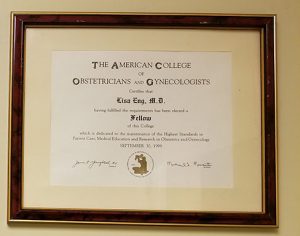 THE AMERICAN COLLEGE
OF
OBSTETRICIANS AND GYNECOLOGISTS
Certifies that
Lisa Eng, M.D.
having fulfilled the requirements has been elected a
Fellow
of this College
which is dedicated to the maintenance of the Highest Standards in
Patient Care, Medical Education and Research in Obstetrics and Gynecology
SEPTEMBER 10,